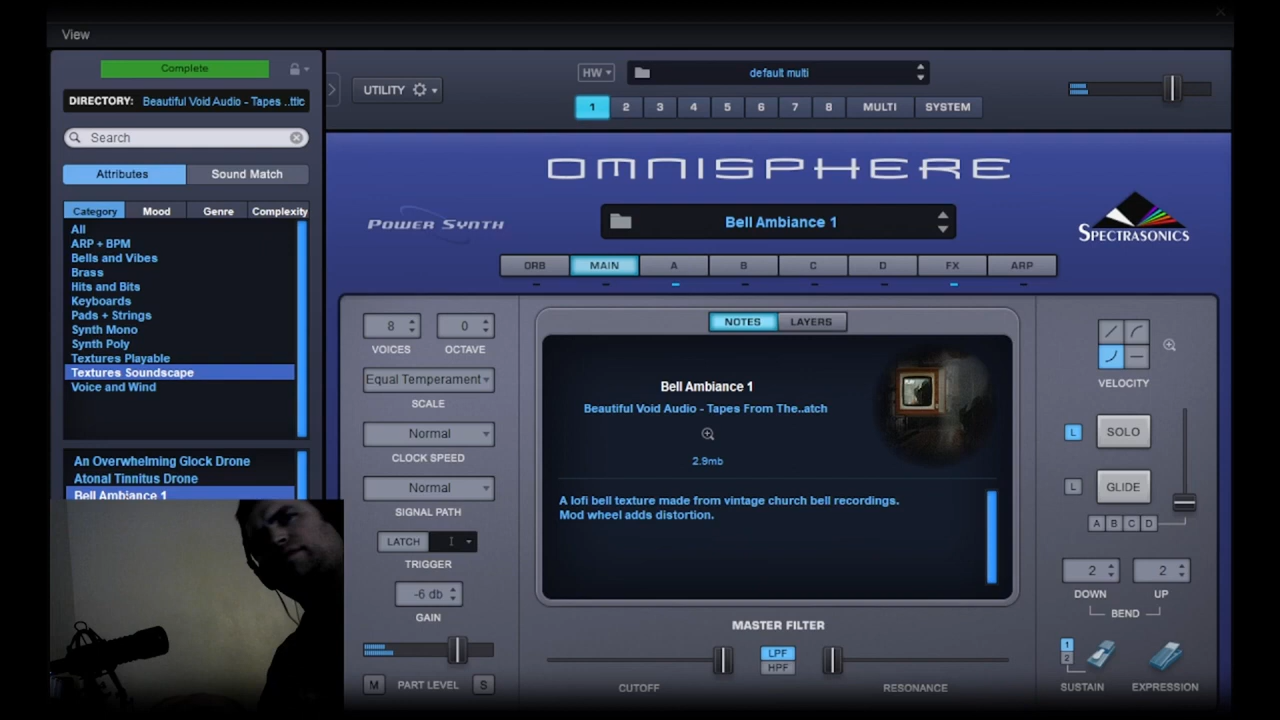 View
Complete
DIRECTORY: Beautiful Void Audio - Tapes ..ttic
Search
Attributes Sound Match
Category Mood Genre Complexity
All
ARP + BPM
Bells and Vibes
Brass
Hits and Bits
Keyboards
Pads + Strings
Synth Mono
Synth Poly
Textures Playable
Textures Soundscape
Voice and Wind
An Overwhelming Glock Drone
Atonal Tinnitus Drone
Bell Ambiance 1
UTILITY
HW default multi
1 2 3 4 5 6 7 8 MULTI SYSTEM
OMNISPHERE
POWER SYNTH
Bell Ambiance 1
SPECTRASONICS
ORB MAIN A B C D FX ARP
8 0
VOICES OCTAVE
Equal Temperament
SCALE
Normal
CLOCK SPEED
Normal
SIGNAL PATH
LATCH
TRIGGER
-6 db
GAIN
M PART LEVEL S
NOTES LAYERS
Bell Ambiance 1
Beautiful Void Audio - Tapes From The..atch
2.9mb
A lofi bell texture made from vintage church bell recordings.
Mod wheel adds distortion.
MASTER FILTER
LPF
HPF
CUTOFF RESONANCE
VELOCITY
L SOLO
L GLIDE
A B C D
2 2
DOWN UP
BEND
1
2
SUSTAIN EXPRESSION